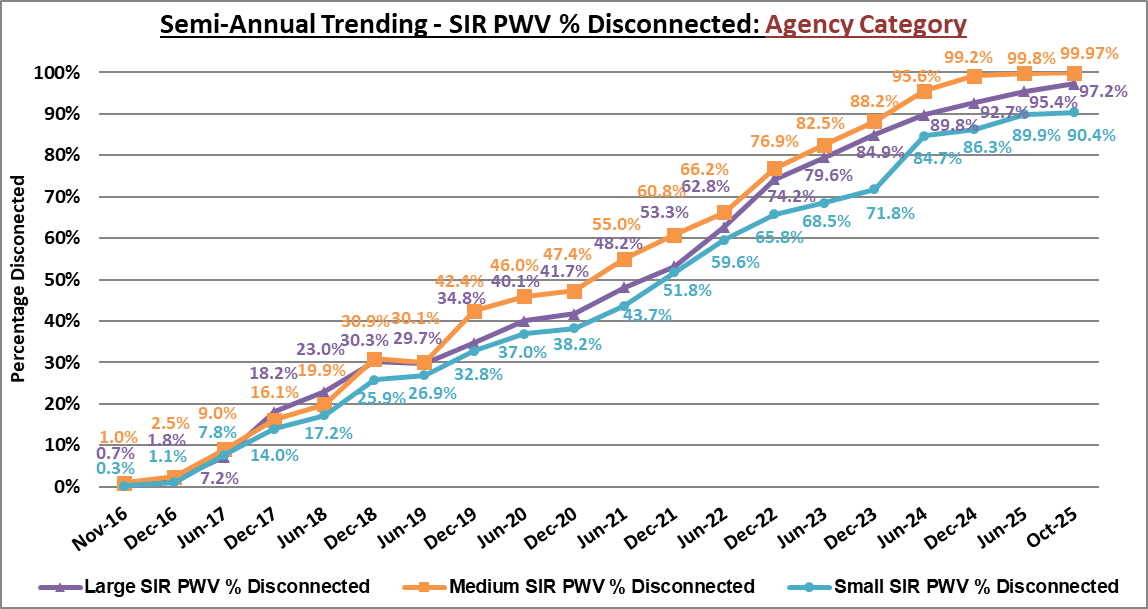 Semi-Annual Trending - SIR PWV % Disconnected: Agency Category
Percentage Disconected
100%
90%
80%
70%
60%
50%
40%
30%
20%
10%
0%
1.0%
0.7%
0.3%
2.5%
1.8%
1.1%
9.0%
7.8%
7.2%
18.2%
16.1%
14.0%
23.0%
19.9%
17.2%
30.9%
30.3%
25.9%
30.1%
29.7%
26.9%
42.4%
34.8%
32.8%
46.0%
40.1%
37.0%
47.4%
41.7%
38.2%
55.0%
48.2%
43.7%
60.8%
53.3%
51.8%
66.2%
62.8%
59.6%
76.9%
74.2%
65.8%
82.5%
79.6%
68.5%
88.2%
84.9%
71.8%
95.6%
89.8%
84.7%
99.2%
92.7%
86.3%
99.8%
95.4%
89.9%
99.97%
97.2%
90.4%
Nov-16
Dec-16
Jun-17
Dec-17
Jun-18
Dec-18
Jun-19
Dec-19
Jun-20
Dec-20
Jun-21
Dec-21
Jun-22
Dec-22
Jun-23
Dec-23
Jun-24
Dec-24
Jun-25
Oct-25
Large SIR PWV % Disconnected
Medium SIR PWV % Disconnected
Small SIR PWV % Disconnected